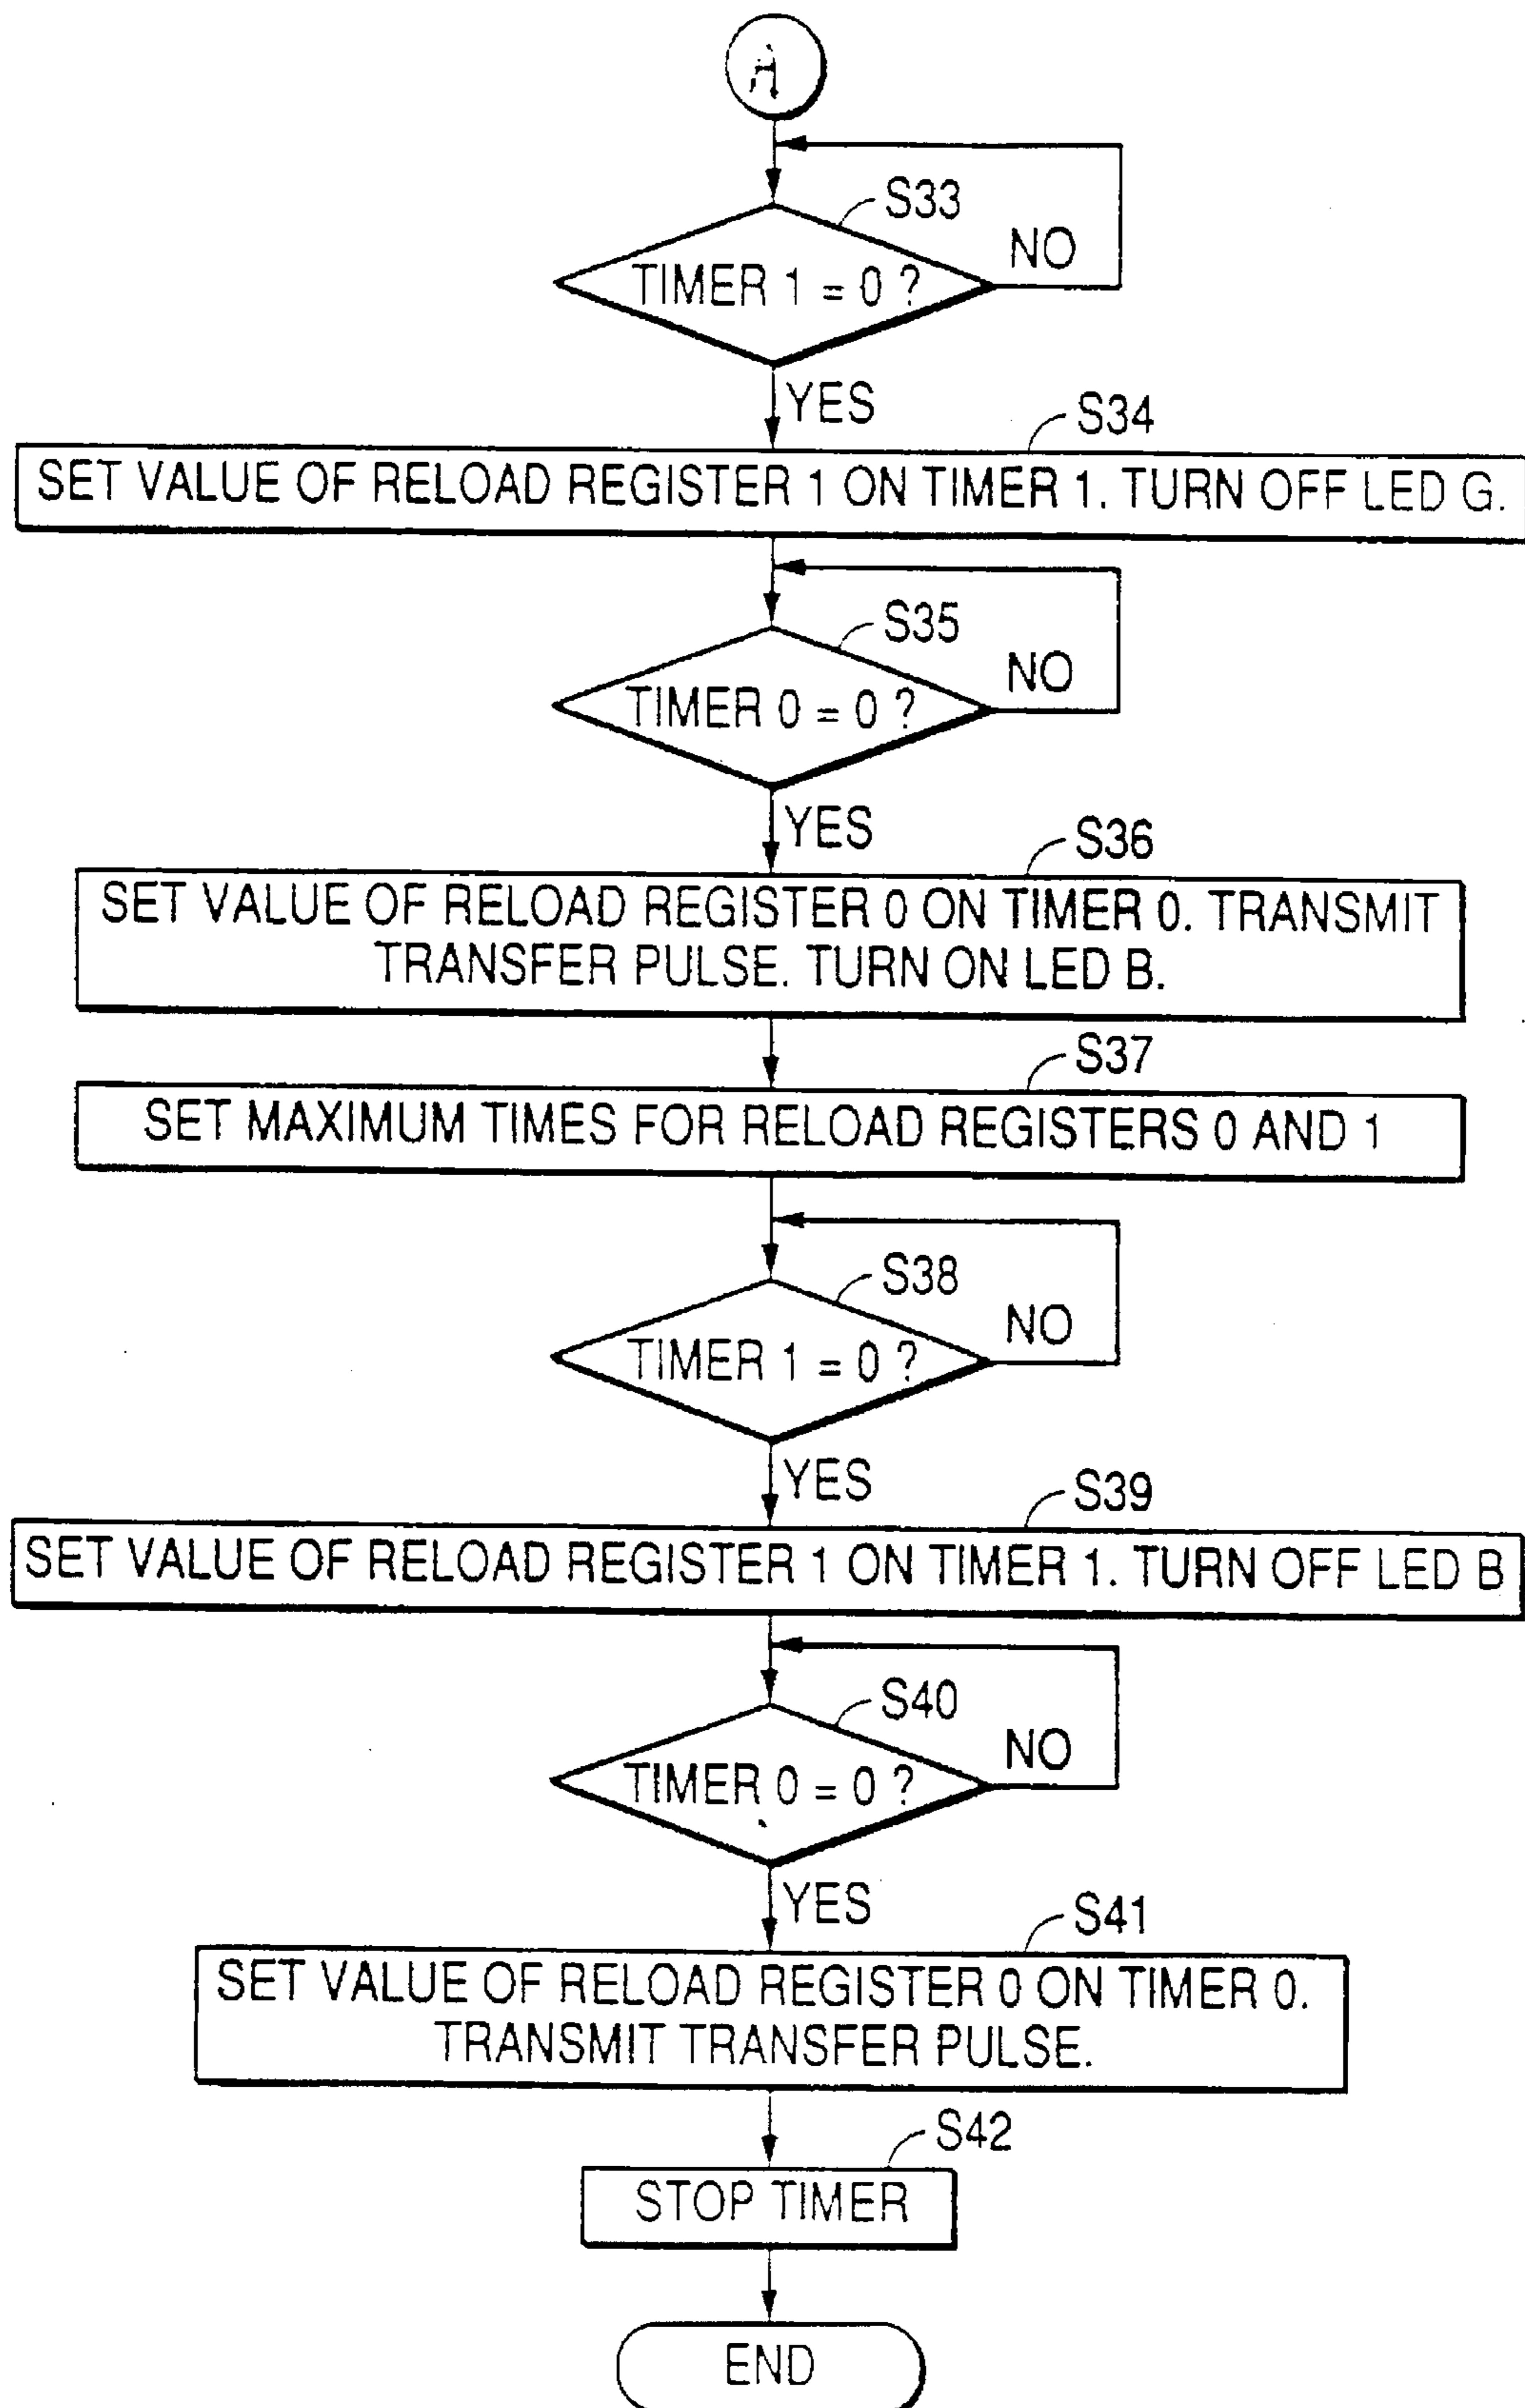 A
S33
TIMER 1 = 0 ?
NO
YES
S34
SET VALUE OF RELOAD REGISTER 1 ON TIMER 1. TURN OFF LED G.
S35
TIMER 0 = 0 ?
NO
YES
S36
SET VALUE OF RELOAD REGISTER 0 ON TIMER 0. TRANSMIT
TRANSFER PULSE. TURN ON LED B.
S37
SET MAXIMUM TIMES FOR RELOAD REGISTERS 0 AND 1
S38
TIMER 1 = 0 ?
NO
YES
S39
SET VALUE OF RELOAD REGISTER 1 ON TIMER 1. TURN OFF LED B
S40
TIMER 0 = 0 ?
NO
YES
S41
SET VALUE OF RELOAD REGISTER 0 ON TIMER 0.
TRANSMIT TRANSFER PULSE.
S42
STOP TIMER
END